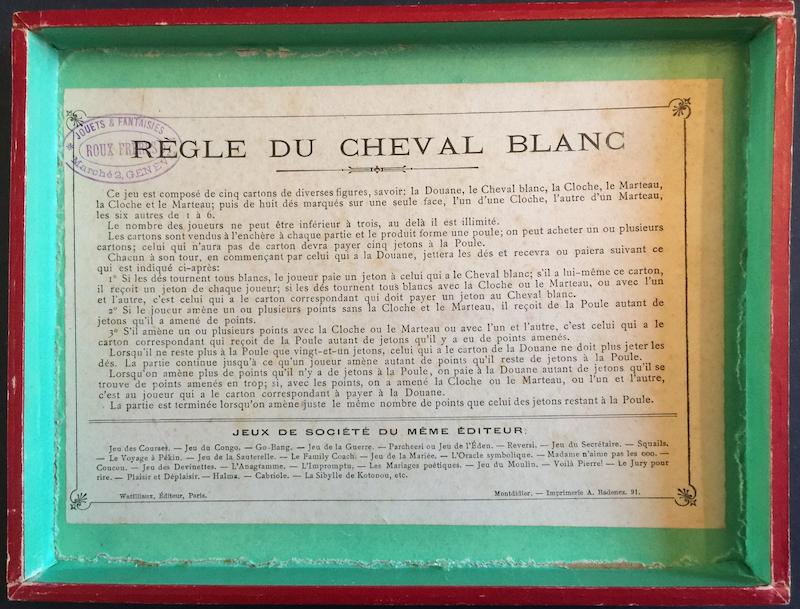 JOUETS & FANTAISIES
ROUX FRÈRES
Marché 2, GENÈVE
RÈGLE DU CHEVAL BLANC
Ce jeu est composé de cinq cartons de diverses figures, savoir: la Douane, le Cheval blanc, la Cloche, le Marteau,
la Cloche et le Marteau; puis de huit dés marqués sur une seule face, l'un d'une Cloche, l'autre d'un Marteau,
les six autres de 1 à 6.
Le nombre des joueurs ne peut être inférieur à trois, au delà il est illimité.
Les cartons sont vendus à l'enchère à chaque partie et le produit forme une poule; on peut acheter un ou plusieurs
cartons; celui qui n'aura pas de carton devra payer cinq jetons à la Poule.
Chacun à son tour, en commençant par celui qui a la Douane, jettera les dés et recevra ou paiera suivant ce
qui est indiqué ci-après:
1° Si les dés tournent tous blancs, le joueur paie un jeton à celui qui a le Cheval blanc; s'il a lui-même ce carton,
il reçoit un jeton de chaque joueur; si les dés tournent tous blancs avec la Cloche ou le Marteau, ou avec l'un
et l'autre, c'est celui qui a le carton correspondant qui doit payer un jeton au Cheval blanc.
2° Si le joueur amène un ou plusieurs points sans la Cloche et le Marteau, il reçoit de la Poule autant de
jetons qu'il a amené de points.
3° S'il amène un ou plusieurs points avec la Cloche ou le Marteau ou avec l'un et l'autre, c'est celui qui a le
carton correspondant qui reçoit de la Poule autant de jetons qu'il y a eu de points amenés.
Lorsqu'il ne reste plus à la Poule que vingt-et-un jetons, celui qui a le carton de la Douane ne doit plus jeter les
dés. La partie continue jusqu'à ce qu'un joueur amène autant de points qu'il reste de jetons à la Poule.
Lorsqu'on amène plus de points qu'il n'y a de jetons à la Poule, on paie à la Douane autant de jetons qu'il se
trouve de points amenés en trop; si, avec les points, on a amené la Cloche ou le Marteau, ou l'un et l'autre,
c'est au joueur qui a le carton correspondant à payer à la Douane.
La partie est terminée lorsqu'on amène juste le même nombre de points que celui des jetons restant à la Poule.
JEUX DE SOCIÉTÉ DU MÊME ÉDITEUR:
Jeu des Courses. — Jeu du Congo. — Go-Bang. — Jeu de la Guerre. — Parcheesi ou Jeu de l'Éden. — Reversi. — Jeu du Secrétaire. — Squails.
— Le Voyage à Pékin. — Jeu de la Sauterelle. — Le Family Coach. — Jeu de la Mariée. — L'Oracle symbolique. — Madame n'aime pas les ooo. —
Coucou. — Jeu des Devinettes. — L'Anagramme. — L'Impromptu. — Les Mariages poétiques. — Jeu du Moulin. — Voilà Pierre! — Le Jury pour
rire. — Plaisir et Déplaisir. — Halma. — Cabriole. — La Sibylle de Kotonou, etc.
Watilliaux, Éditeur, Paris. Montdidier. — Imprimerie A. Radenez. 91.